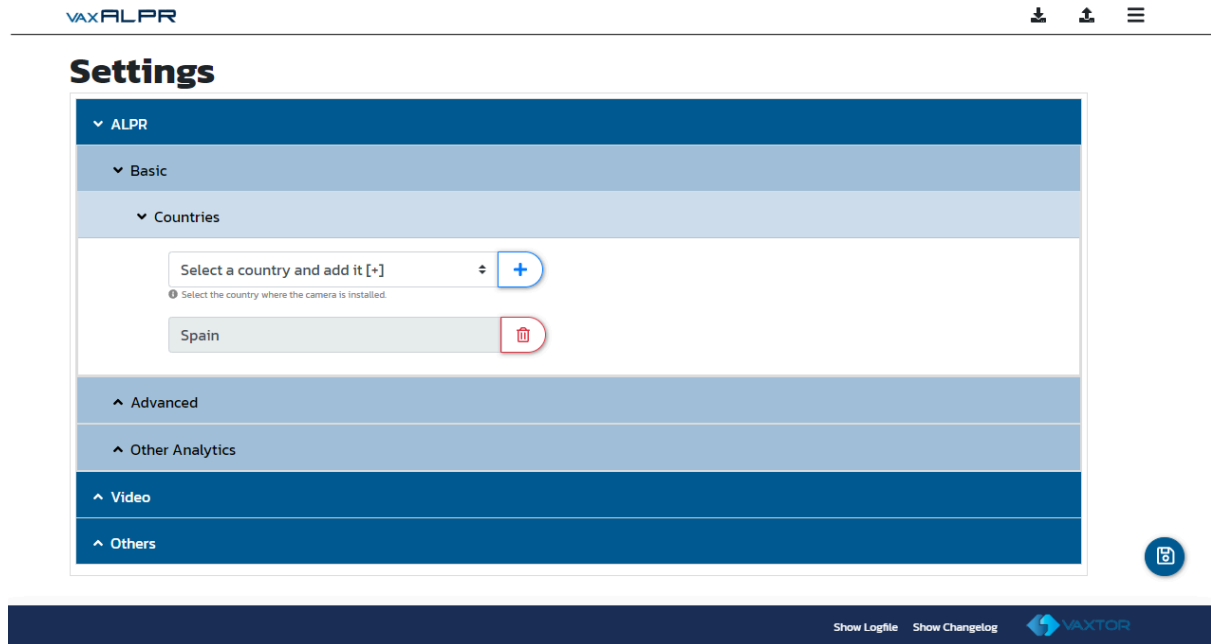 VAXALPR
Settings
ALPR
Basic
Countries
Select a country and add it [+]
Select the country where the camera is installed.
Spain
Advanced
Other Analytics
Video
Others
Show Logfile Show Changelog VAXTOR